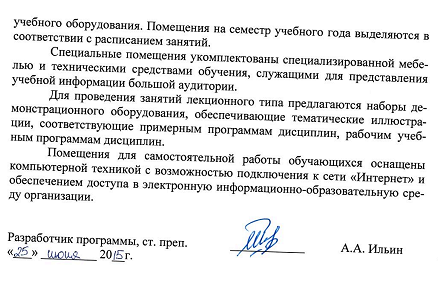 учебного оборудования. Помещения на семестр учебного года выделяются в
соответствии с расписанием занятий.
Специальные помещения укомплектованы специализированной мебе-
лью и техническими средствами обучения, служащими для представления
учебной информации большой аудитории.
Для проведения занятий лекционного типа предлагаются наборы де-
монстрационного оборудования, обеспечивающие тематические иллюстра-
ции, соответствующие примерным программам дисциплин, рабочим учеб-
ным программам дисциплин.
Помещения для самостоятельной работы обучающихся оснащены
компьютерной техникой с возможностью подключения к сети «Интернет» и
обеспечением доступа в электронную информационно-образовательную сре-
ду организации.
Разработчик программы, ст. преп. А.А. Ильин
«25» июня 2015г.